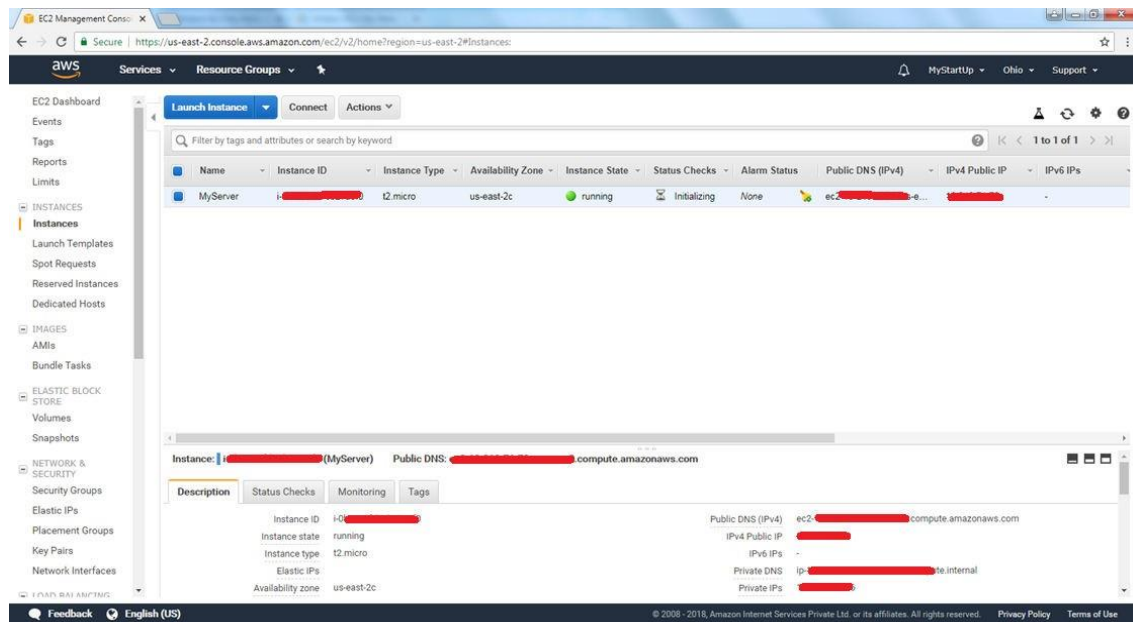 EC2 Management Conso
Secure https://us-east-2.console.aws.amazon.com/ec2/v2/home?region=us-east-2#Instances:
aws Services Resource Groups MyStartUp Ohio Support
EC2 Dashboard
Events
Tags
Reports
Limits
INSTANCES
Instances
Launch Templates
Spot Requests
Reserved Instances
Dedicated Hosts
IMAGES
AMIs
Bundle Tasks
ELASTIC BLOCK
STORE
Volumes
Snapshots
NETWORK &
SECURITY
Security Groups
Elastic IPs
Placement Groups
Key Pairs
Network Interfaces
LOAD BALANCING
Launch Instance Connect Actions
Filter by tags and attributes or search by keyword 1 to 1 of 1
Name Instance ID Instance Type Availability Zone Instance State Status Checks Alarm Status Public DNS (IPv4) IPv4 Public IP IPv6 IPs
MyServer i- t2.micro us-east-2c running Initializing None ec2 -e... -
Instance: (MyServer) Public DNS: .compute.amazonaws.com
Description Status Checks Monitoring Tags
Instance ID Public DNS (IPv4) ec2- compute.amazonaws.com
Instance state running IPv4 Public IP
Instance type t2.micro IPv6 IPs -
Elastic IPs Private DNS ip- .internal
Availability zone us-east-2c Private IPs
Feedback English (US) © 2008 - 2018, Amazon Internet Services Private Ltd. or its affiliates. All rights reserved. Privacy Policy Terms of Use